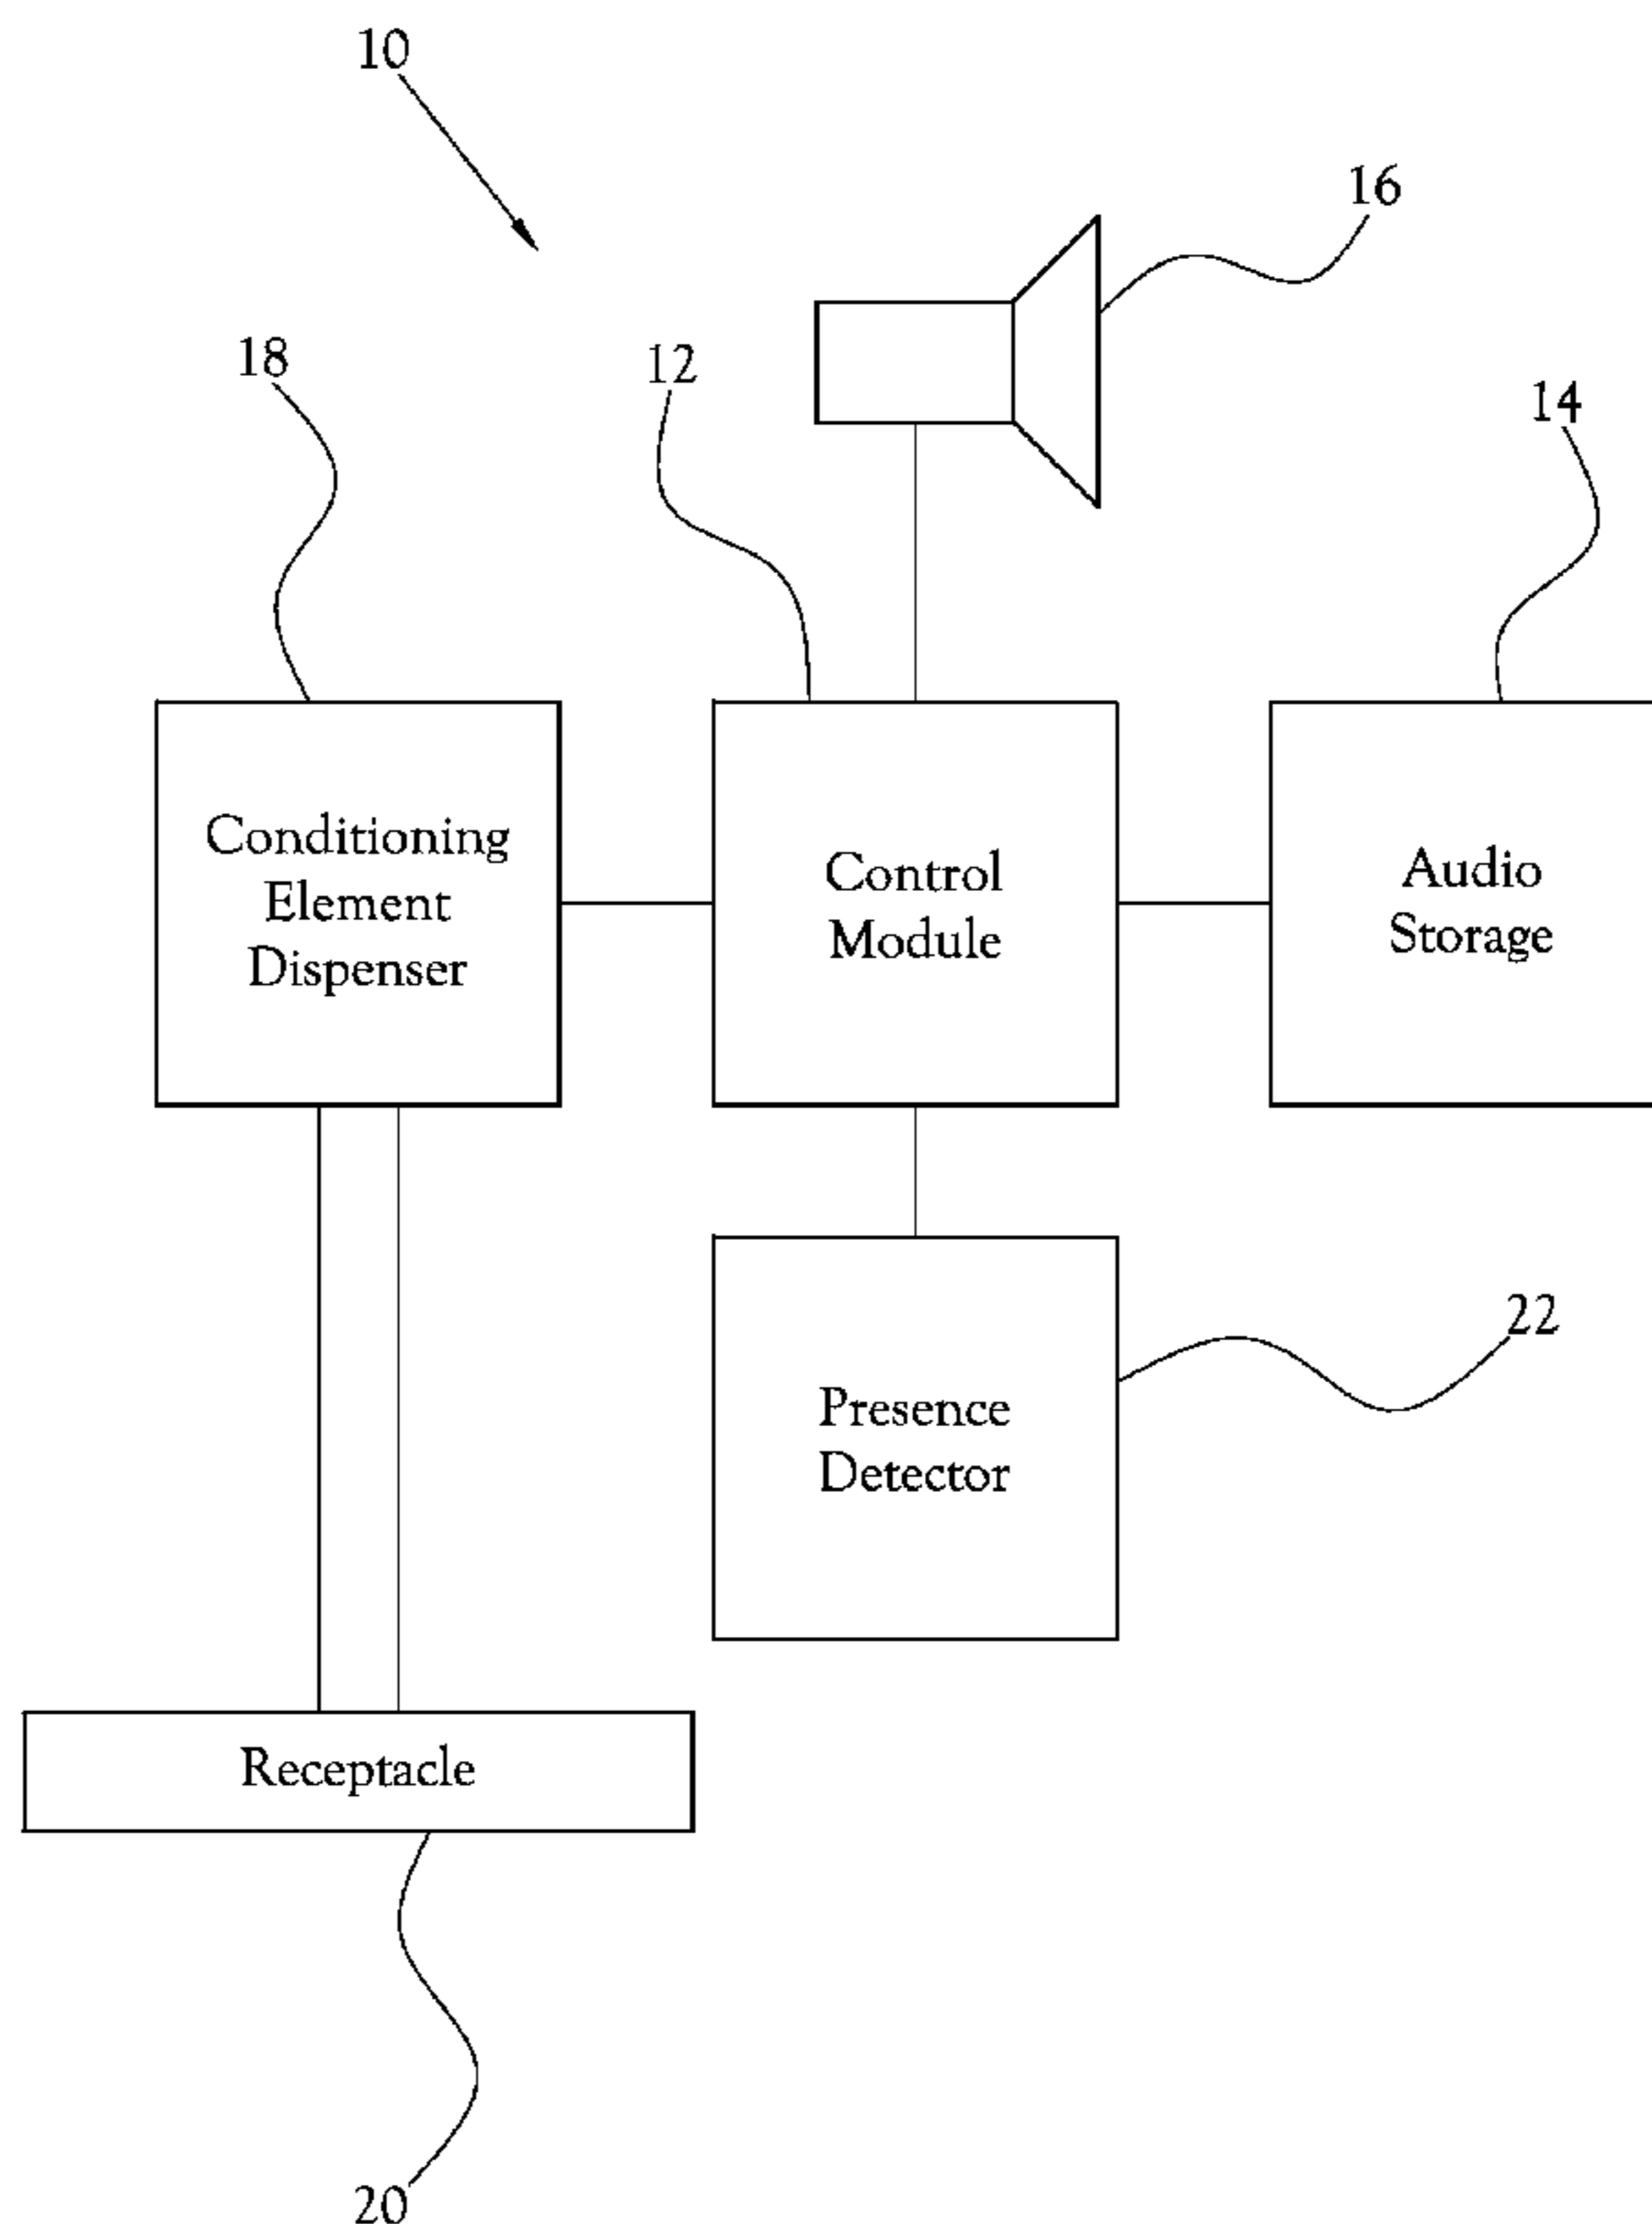 10
16
18
12
14
Conditioning
Element
Dispenser
Control
Module
Audio
Storage
22
Presence
Detector
Receptacle
20